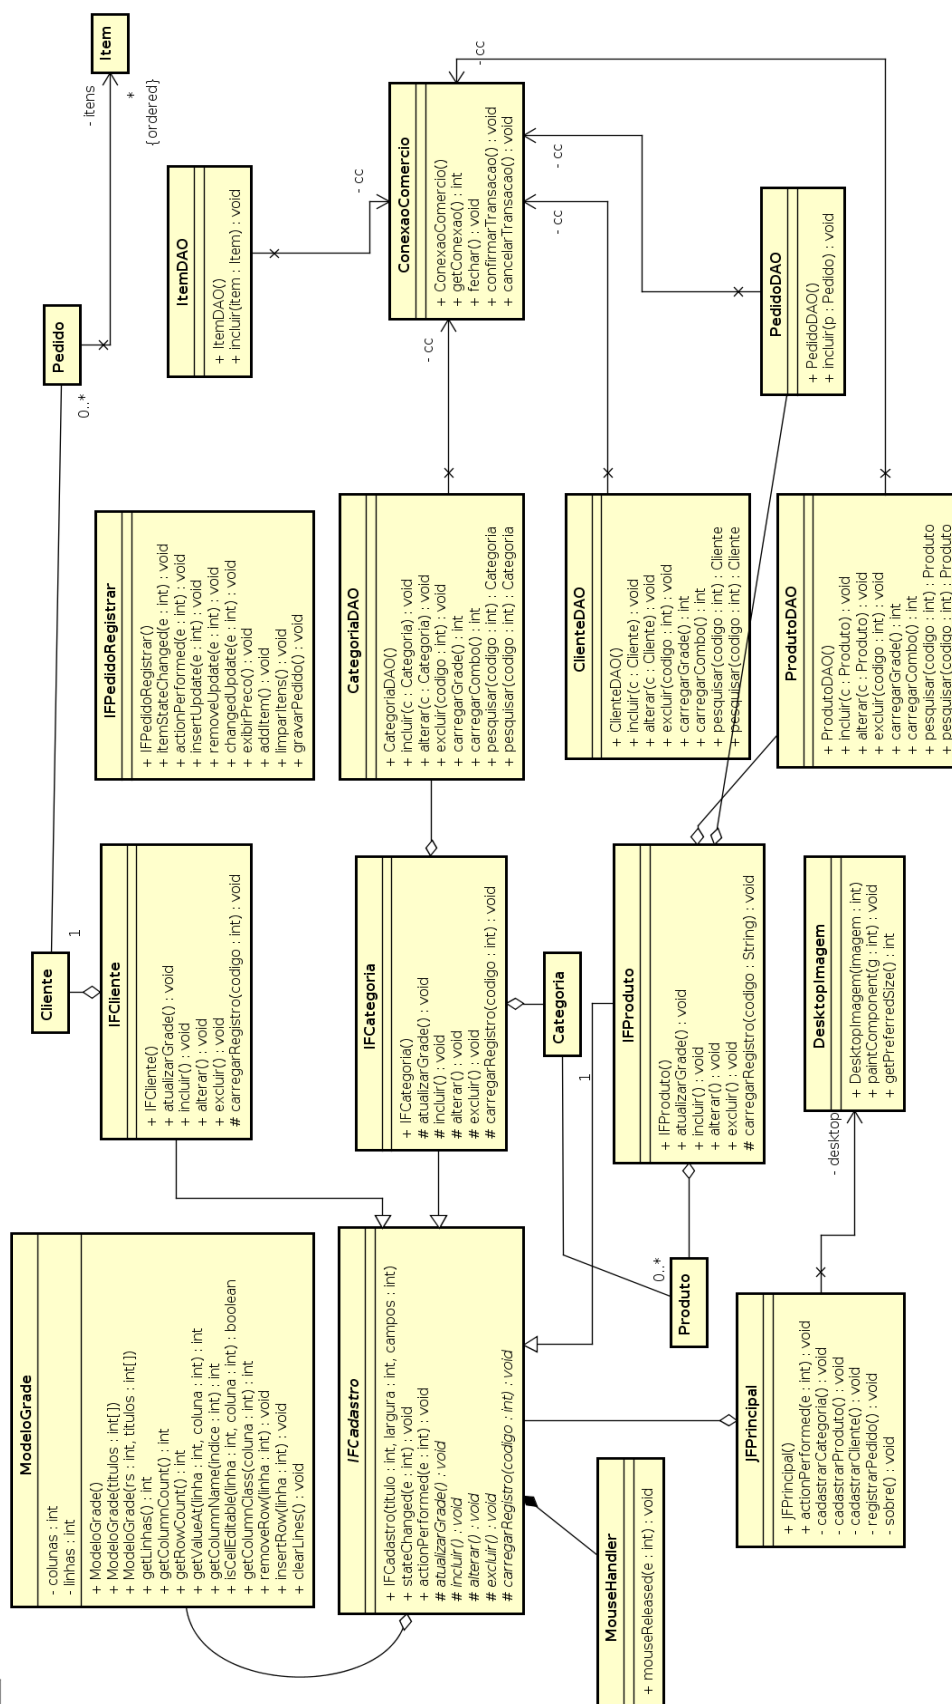 ModeloGrade
- colunas : int
- linhas : int
+ ModeloGrade()
+ ModeloGrade(titulos : int[])
+ ModeloGrade(rs : int, titulos : int[])
+ getLinhas() : int
+ getColumnCount() : int
+ getRowCount() : int
+ getValueAt(linha : int, coluna : int) : int
+ getColumnName(indice : int) : int
+ isCellEditable(linha : int, coluna : int) : boolean
+ getColumnClass(coluna : int) : int
+ removeRow(linha : int) : void
+ insertRow(linha : int) : void
+ clearLines() : void
Cliente
1
IFCliente
+ IFCliente()
+ atualizarGrade() : void
+ incluir() : void
+ alterar() : void
+ excluir() : void
# carregarRegistro(codigo : int) : void
IFPedidoRegistrar
+ IFPedidoRegistrar()
+ itemStateChanged(e : int) : void
+ actionPerformed(e : int) : void
+ insertUpdate(e : int) : void
+ removeUpdate(e : int) : void
+ changedUpdate(e : int) : void
+ exibirPreco() : void
+ addItem() : void
+ limparItens() : void
+ gravarPedido() : void
Pedido
0..*
- itens
*
{ordered}
Item
ItemDAO
+ ItemDAO()
+ incluir(item : Item) : void
- cc
IFCadastro
+ IFCadastro(titulo : int, largura : int, campos : int)
+ stateChanged(e : int) : void
+ actionPerformed(e : int) : void
# atualizarGrade() : void
# incluir() : void
# alterar() : void
# excluir() : void
# carregarRegistro(codigo : int) : void
IFCategoria
+ IFCategoria()
# atualizarGrade() : void
# incluir() : void
# alterar() : void
# excluir() : void
# carregarRegistro(codigo : int) : void
CategoriaDAO
+ CategoriaDAO()
+ incluir(c : Categoria) : void
+ alterar(c : Categoria) : void
+ excluir(codigo : int) : void
+ carregarGrade() : int
+ carregarCombo() : int
+ pesquisar(codigo : int) : Categoria
+ pesquisar(codigo : int) : Categoria
- cc
ConexaoComercio
+ ConexaoComercio()
+ getConexao() : int
+ fechar() : void
+ confirmarTransacao() : void
+ cancelarTransacao() : void
- cc
- cc
- cc
Categoria
1
ClienteDAO
+ ClienteDAO()
+ incluir(c : Cliente) : void
+ alterar(c : Cliente) : void
+ excluir(codigo : int) : void
+ carregarGrade() : int
+ carregarCombo() : int
+ pesquisar(codigo : int) : Cliente
+ pesquisar(codigo : int) : Cliente
MouseHandler
+ mouseReleased(e : int) : void
Produto
0..*
IFProduto
+ IFProduto()
+ atualizarGrade() : void
+ incluir() : void
+ alterar() : void
+ excluir() : void
# carregarRegistro(codigo : String) : void
PedidoDAO
+ PedidoDAO()
+ incluir(p : Pedido) : void
JFPrincipal
+ JFPrincipal()
+ actionPerformed(e : int) : void
- cadastrarCategoria() : void
- cadastrarProduto() : void
- cadastrarCliente() : void
- registrarPedido() : void
- sobre() : void
- desktop
DesktopImagem
+ DesktopImagem(imagem : int)
+ paintComponent(g : int) : void
+ getPreferredSize() : int
ProdutoDAO
+ ProdutoDAO()
+ incluir(c : Produto) : void
+ alterar(c : Produto) : void
+ excluir(codigo : int) : void
+ carregarGrade() : int
+ carregarCombo() : int
+ pesquisar(codigo : int) : Produto
+ pesquisar(codigo : int) : Produto